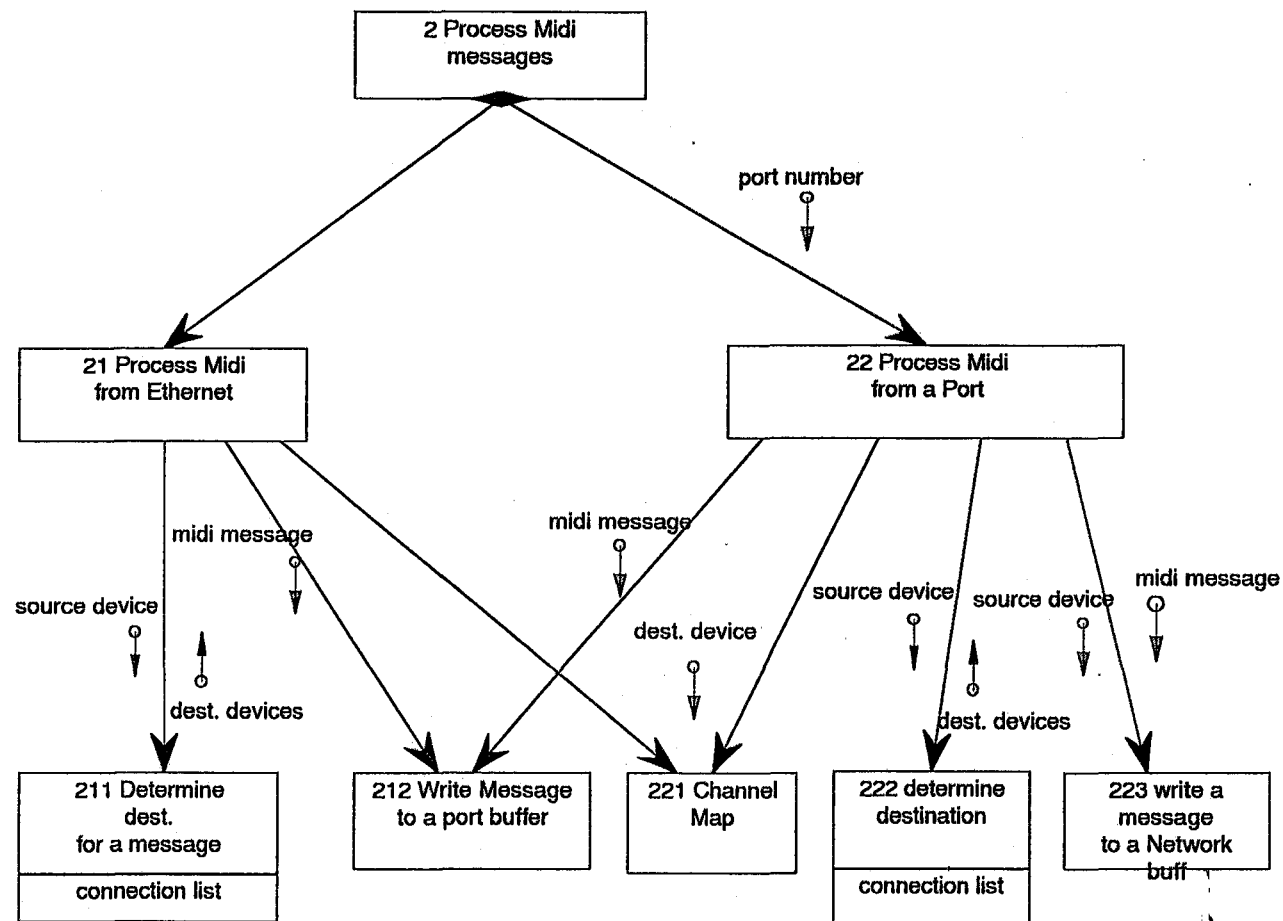 2 Process Midi
messages
port number
21 Process Midi
from Ethernet
22 Process Midi
from a Port
midi message
midi message
source device
dest. devices
dest. device
source device
dest. devices
source device
midi message
211 Determine
dest.
for a message
connection list
212 Write Message
to a port buffer
221 Channel
Map
222 determine
destination
connection list
223 write a
message
to a Network
buff